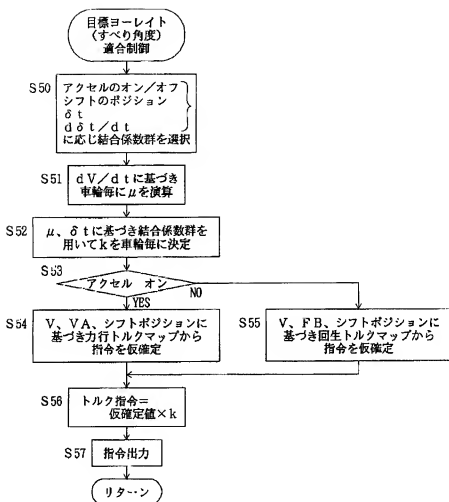 目標ヨーレイト
(すべり角度)
適合制御
S50
アクセルのオン/オフ
シフトのポジション
δt
dδt/dt
に応じ結合係数群を選択
S51
dV/dtに基づき
車輪毎にμを演算
S52
μ、δtに基づき結合係数群を
用いてkを車輪毎に決定
S53
アクセル オン
YES
NO
S54
V、VA、シフトポジションに
基づき力行トルクマップから
指令を仮確定
S55
V、FB、シフトポジションに
基づき回生トルクマップから
指令を仮確定
S56
トルク指令=
仮確定値×k
S57
指令出力
リターン